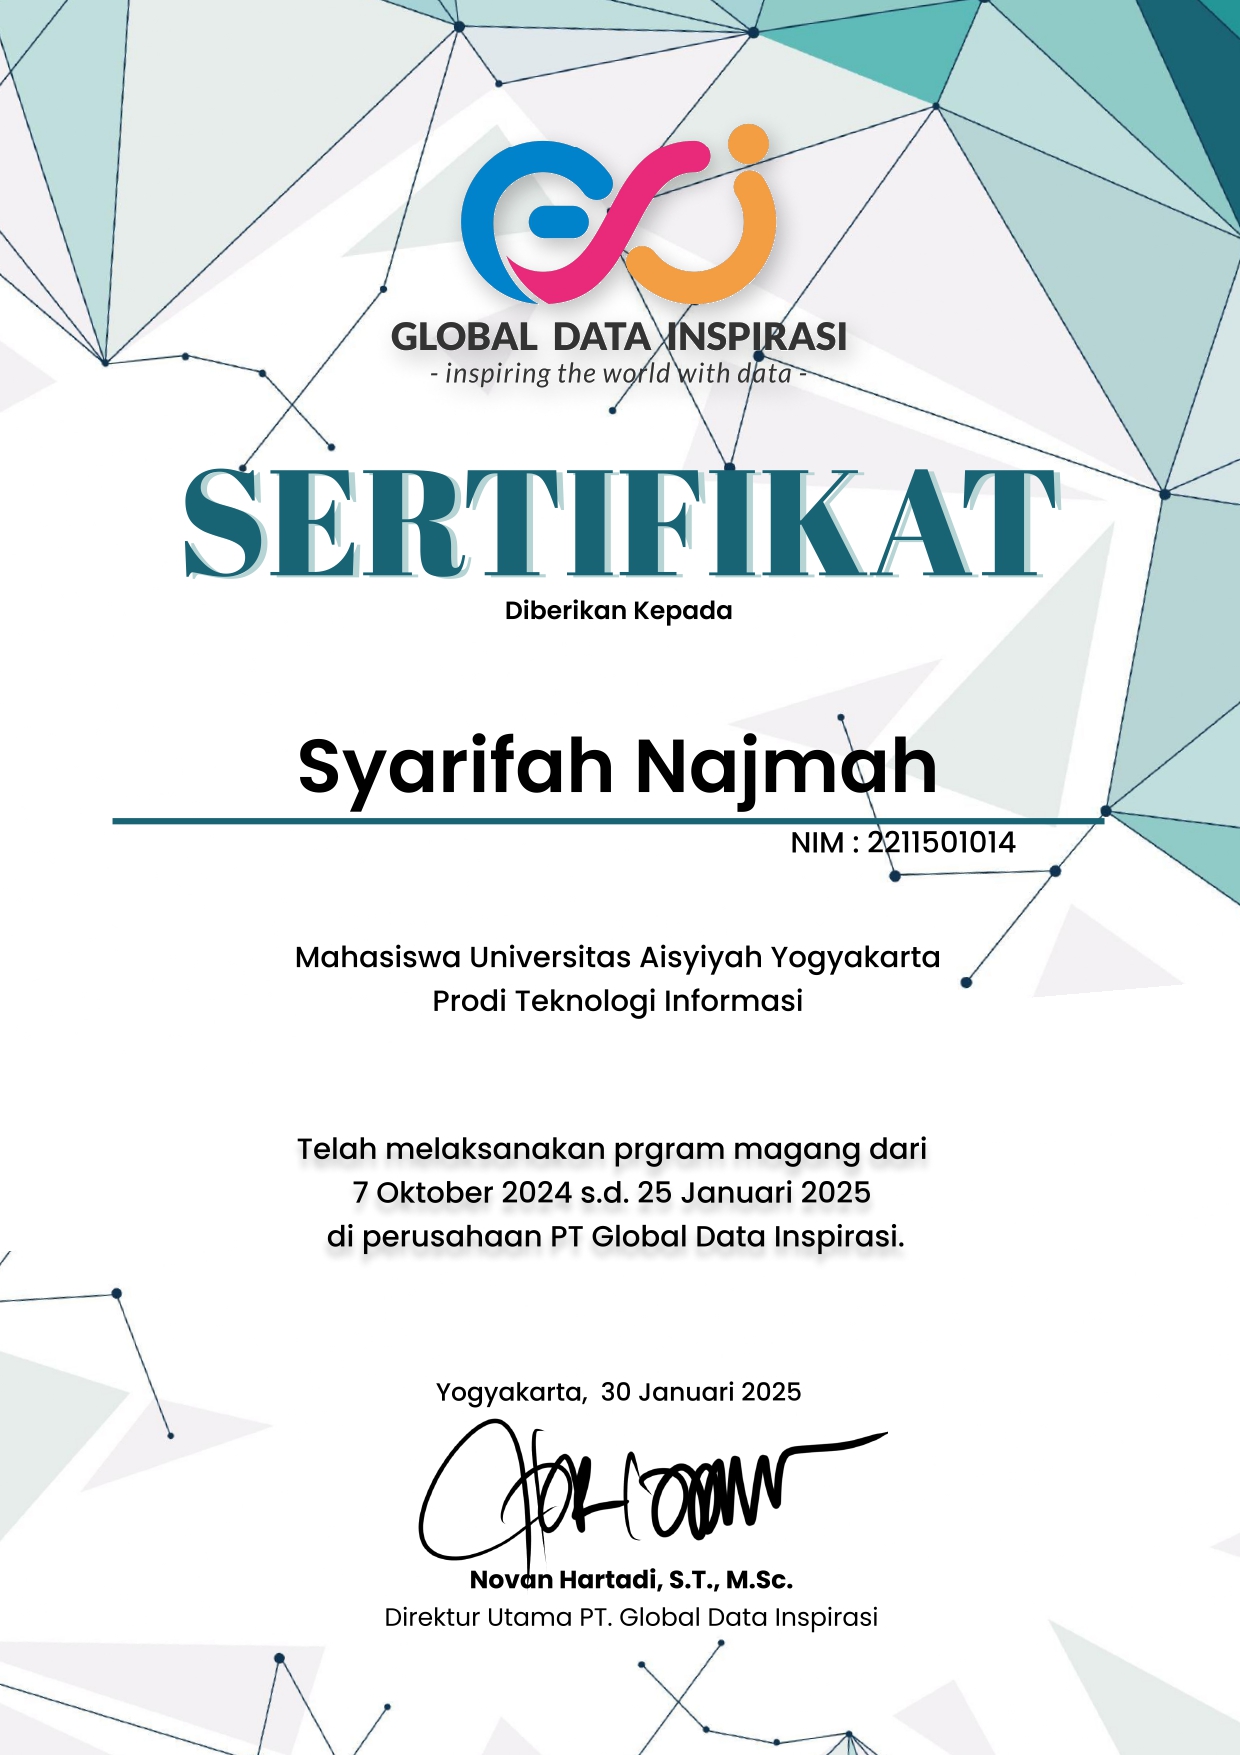 GLOBAL DATA INSPIRASI
- inspiring the world with data -
SERTIFIKAT
Diberikan Kepada
Syarifah Najmah
NIM : 2211501014
Mahasiswa Universitas Aisyiyah Yogyakarta
Prodi Teknologi Informasi
Telah melaksanakan prgram magang dari
7 Oktober 2024 s.d. 25 Januari 2025
di perusahaan PT Global Data Inspirasi.
Yogyakarta,  30 Januari 2025
Novan Hartadi, S.T., M.Sc.
Direktur Utama PT. Global Data Inspirasi